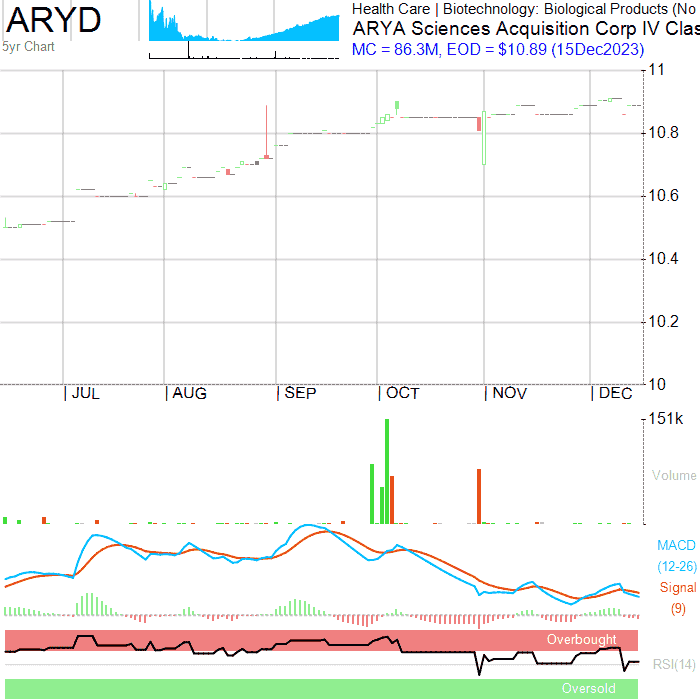 ARYD
5yr Chart
Health Care | Biotechnology: Biological Products (No
ARYA Sciences Acquisition Corp IV Clas
MC = 86.3M, EOD = $10.89 (15Dec2023)
11
10.8
10.6
10.4
10.2
10
JUL AUG SEP OCT NOV DEC
151k
Volume
MACD
(12-26)
Signal
(9)
Overbought
RSI(14)
Oversold